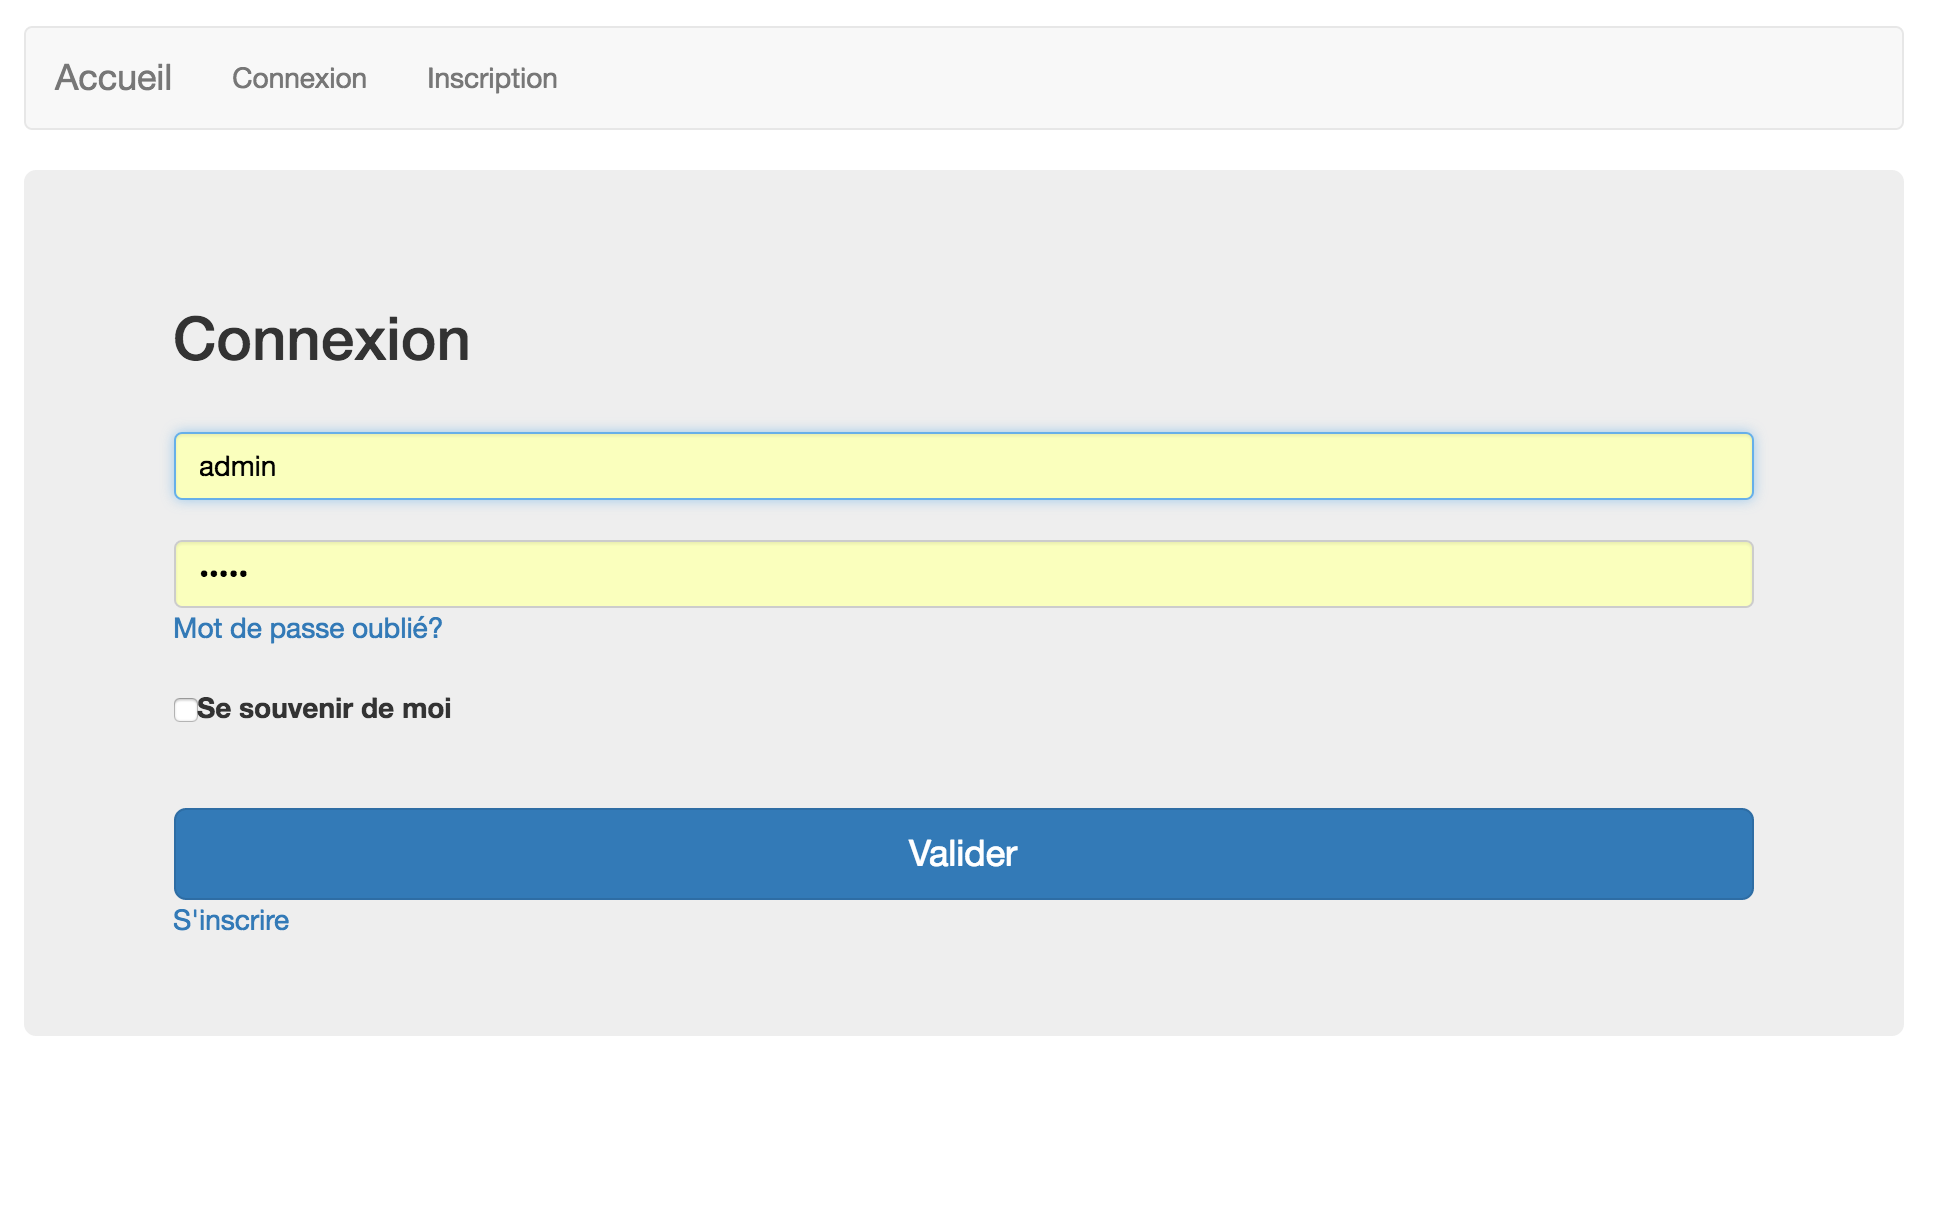 Accueil Connexion Inscription
Connexion
admin
•••••
Mot de passe oublié?
Se souvenir de moi
Valider
S'inscrire